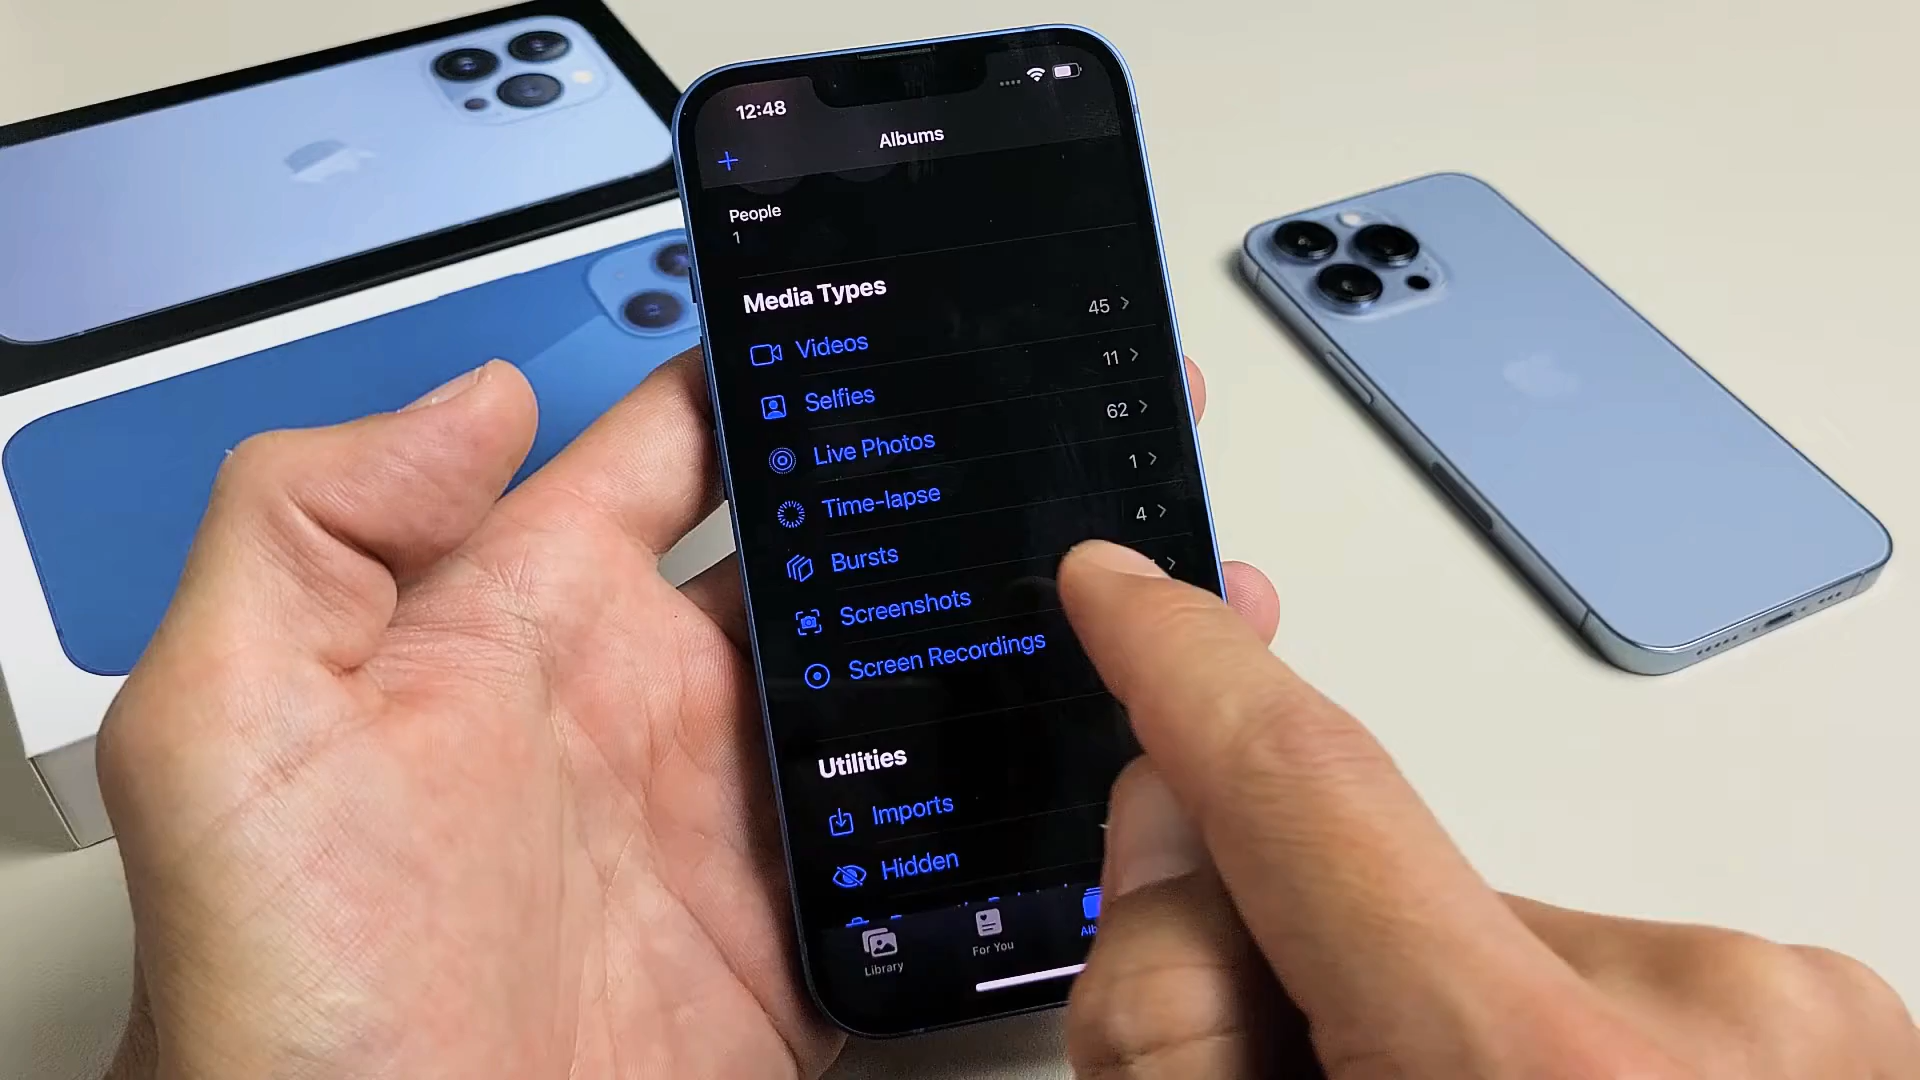 12:48
Albums
People
1
Media Types
Videos 45
Selfies 11
Live Photos 62
Time-lapse 1
Bursts 4
Screenshots
Screen Recordings
Utilities
Imports
Hidden
Library
For You